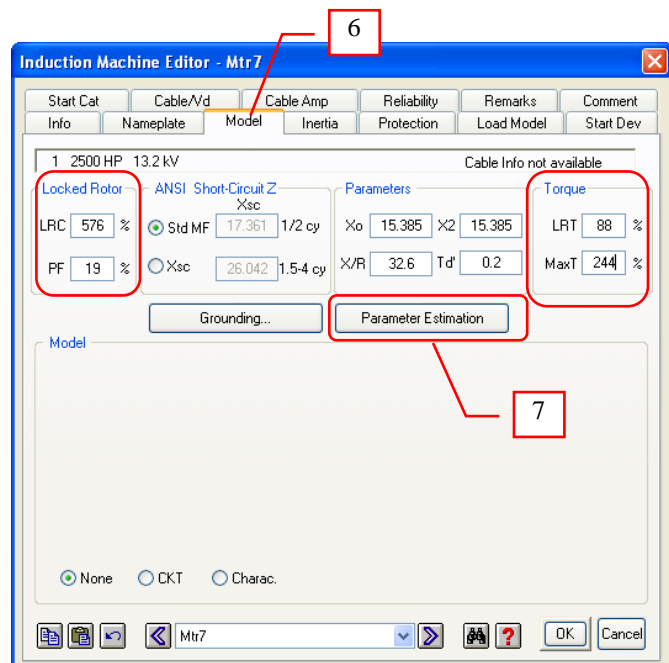 6
Induction Machine Editor - Mtr7
Start Cat Cable/Vd Cable Amp Reliability Remarks Comment
Info Nameplate Model Inertia Protection Load Model Start Dev
1 2500 HP 13.2 kV Cable Info not available
Locked Rotor ANSI Short-Circuit Z Parameters Torque
Xsc
LRC 576 % Std MF 17.361 1/2 cy Xo 15.385 X2 15.385 LRT 88 %
PF 19 % Xsc 26.042 1.5-4 cy X/R 32.6 Td' 0.2 MaxT 244 %
Grounding... Parameter Estimation
Model
7
None CKT Charac.
Mtr7 ? OK Cancel